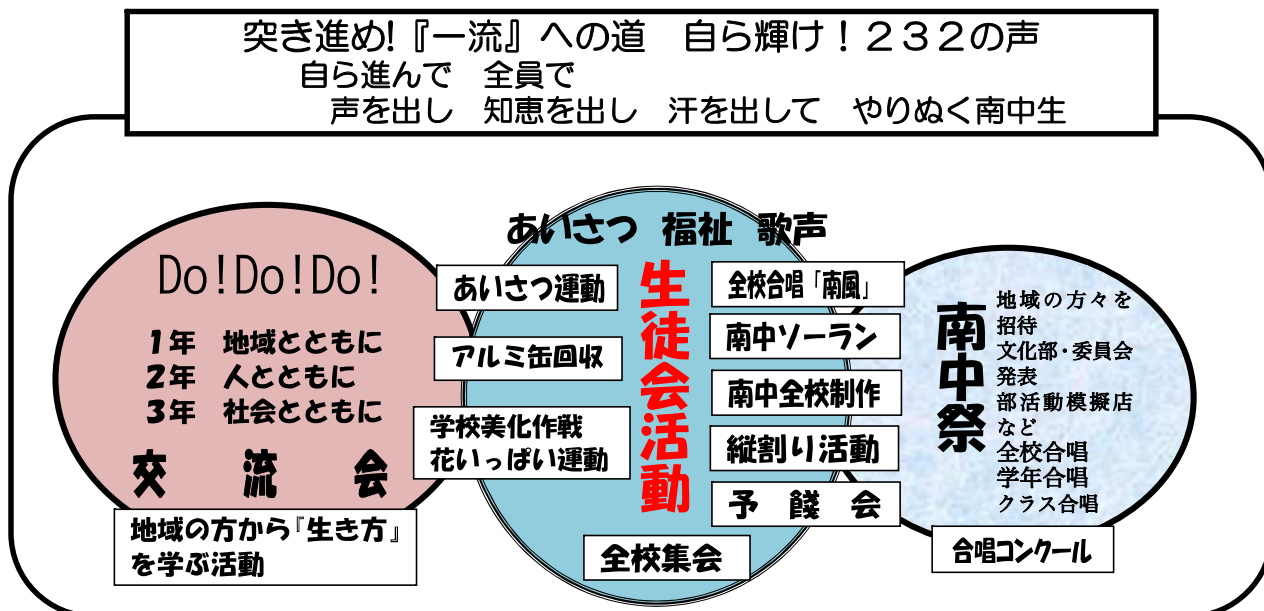 突き進め!『一流』への道　自ら輝け！２３２の声
自ら進んで　全員で
声を出し　知恵を出し　汗を出して　やりぬく南中生
Do!Do!Do!
１年　地域とともに
２年　人とともに
３年　社会とともに
交　流　会
地域の方から『生き方』
を学ぶ活動
あいさつ　福祉　歌声
生徒会活動
あいさつ運動
アルミ缶回収
学校美化作戦
花いっぱい運動
全校合唱「南風」
南中ソーラン
南中全校制作
縦割り活動
予　餞　会
全校集会
南中祭
地域の方々を
招待
文化部・委員会
発表
部活動模擬店
など
全校合唱
学年合唱
クラス合唱
合唱コンクール